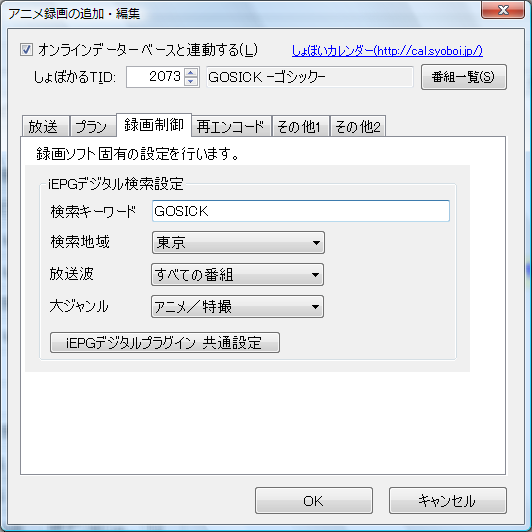 アニメ録画の追加・編集
オンラインデーターベースと連動する(L) しょぼいカレンダー(http://cal.syoboi.jp/)
しょぼかるTID: 2073 GOSICK -ゴシック- 番組一覧(S)
放送 プラン 録画制御 再エンコード その他1 その他2
録画ソフト固有の設定を行います。
iEPGデジタル検索設定
検索キーワード GOSICK
検索地域 東京
放送波 すべての番組
大ジャンル アニメ／特撮
iEPGデジタルプラグイン 共通設定
OK キャンセル